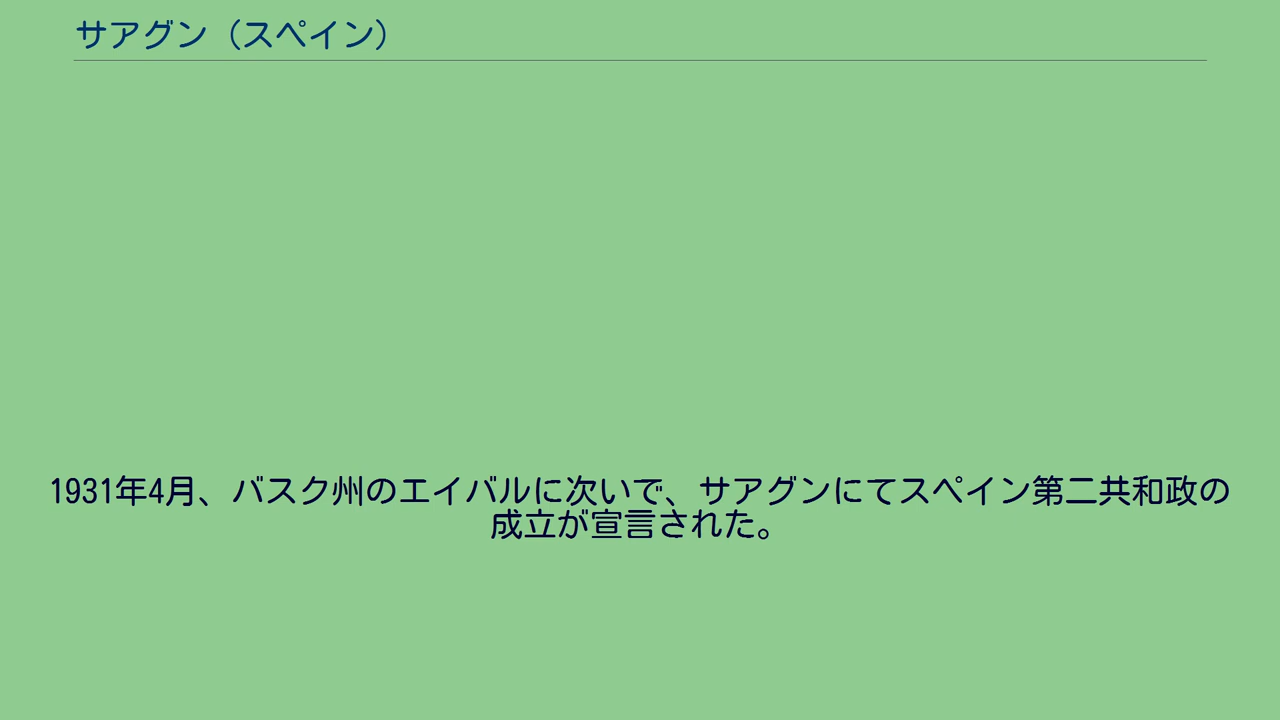 サアグン（スペイン）
1931年4月、バスク州のエイバルに次いで、サアグンにてスペイン第二共和政の
成立が宣言された。